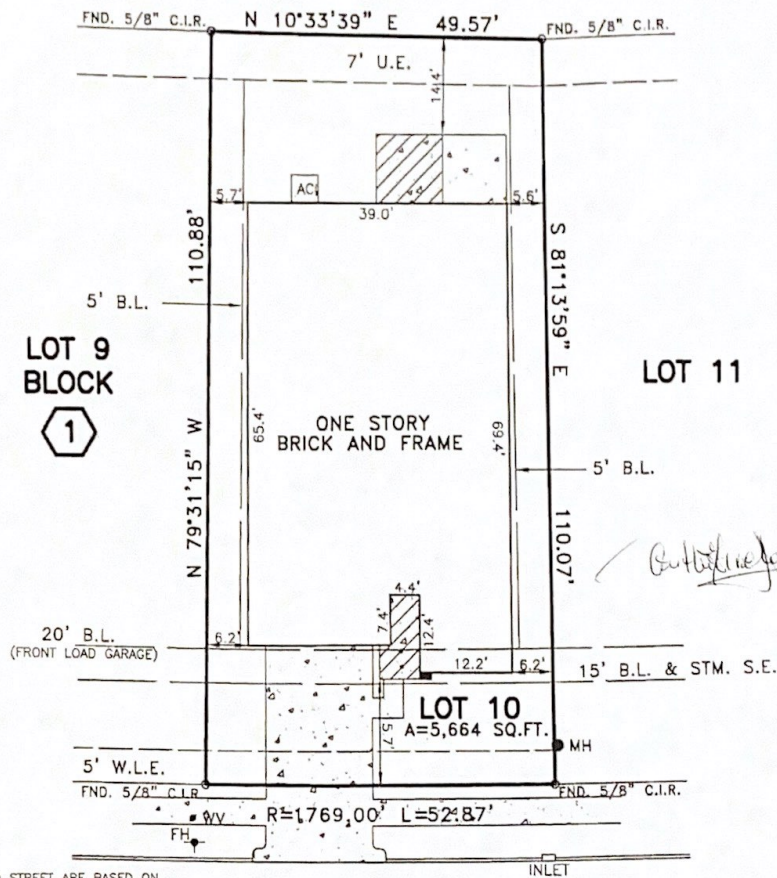 FND. 5/8" C.I.R.
N 10°33'39" E 49.57'
FND. 5/8" C.I.R.
7' U.E.
14.4'
AC
5.7'
39.0'
5.6'
110.88'
N 79°31'15" W
S 81°13'59" E
110.07'
5' B.L.
LOT 9
BLOCK
1
LOT 11
ONE STORY
BRICK AND FRAME
65.4'
69.4'
5' B.L.
4.4'
7.4'
12.4'
20' B.L.
(FRONT LOAD GARAGE)
6.2'
12.2'
6.2'
15' B.L. & STM. S.E.
LOT 10
A=5,664 SQ.FT.
5.7'
MH
5' W.L.E.
FND. 5/8" C.I.R.
FND. 5/8" C.I.R.
WV
R=1769.00' L=52.87'
FH
INLET
STREET ARE BASED ON